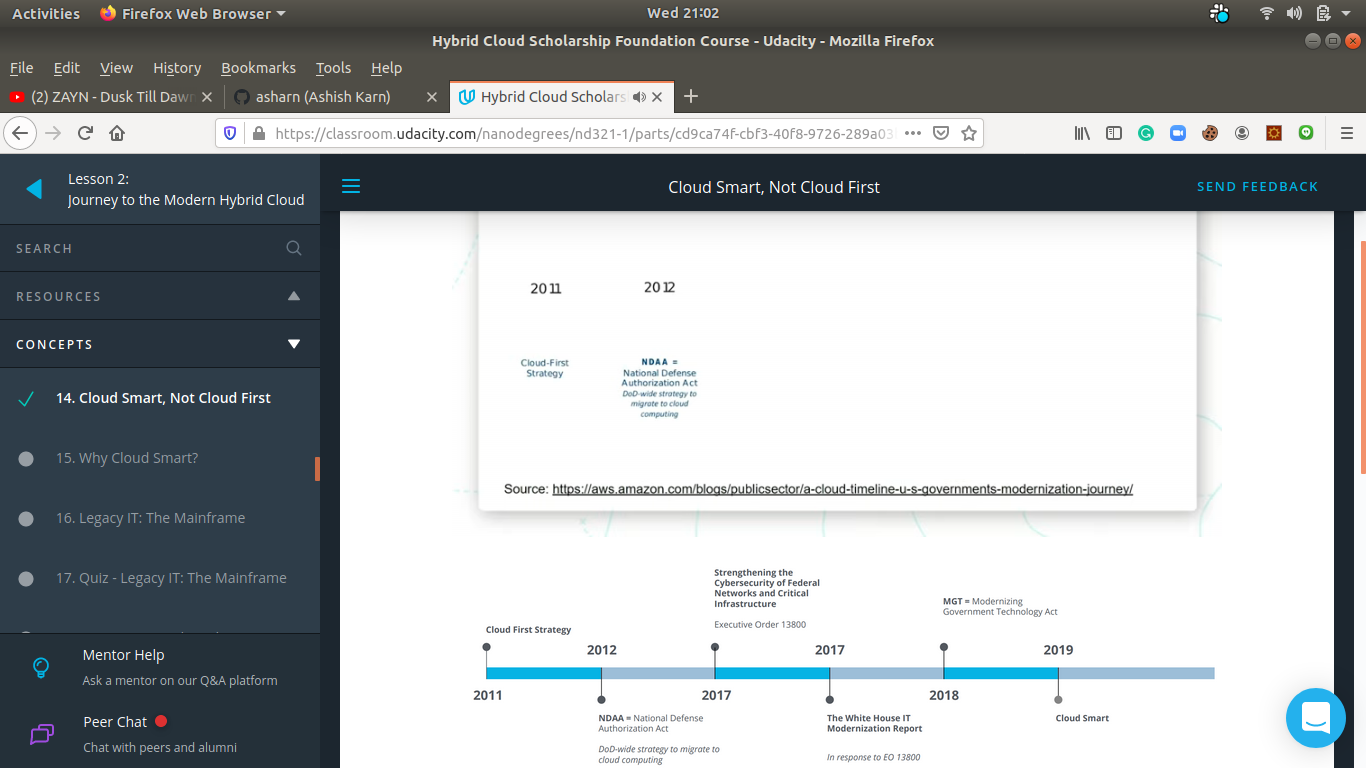 Activities Firefox Web Browser Wed 21:02
Hybrid Cloud Scholarship Foundation Course - Udacity - Mozilla Firefox
File Edit View History Bookmarks Tools Help
(2) ZAYN - Dusk Till Dawn asharn (Ashish Karn) Hybrid Cloud Scholars
https://classroom.udacity.com/nanodegrees/nd321-1/parts/cd9ca74f-cbf3-40f8-9726-289a03
Lesson 2:
Journey to the Modern Hybrid Cloud
Cloud Smart, Not Cloud First
SEND FEEDBACK
SEARCH
RESOURCES
CONCEPTS
14. Cloud Smart, Not Cloud First
15. Why Cloud Smart?
16. Legacy IT: The Mainframe
17. Quiz - Legacy IT: The Mainframe
Mentor Help
Ask a mentor on our Q&A platform
Peer Chat
Chat with peers and alumni
2011 2012
Cloud-First
Strategy
NDAA =
National Defense
Authorization Act
DoD-wide strategy to
migrate to cloud
computing
Source: https://aws.amazon.com/blogs/publicsector/a-cloud-timeline-u-s-governments-modernization-journey/
Cloud First Strategy
2011
2012
NDAA = National Defense
Authorization Act
DoD-wide strategy to migrate to
cloud computing
Strengthening the
Cybersecurity of Federal
Networks and Critical
Infrastructure
Executive Order 13800
2017
2017
The White House IT
Modernization Report
In response to EO 13800
MGT = Modernizing
Government Technology Act
2018
2019
Cloud Smart